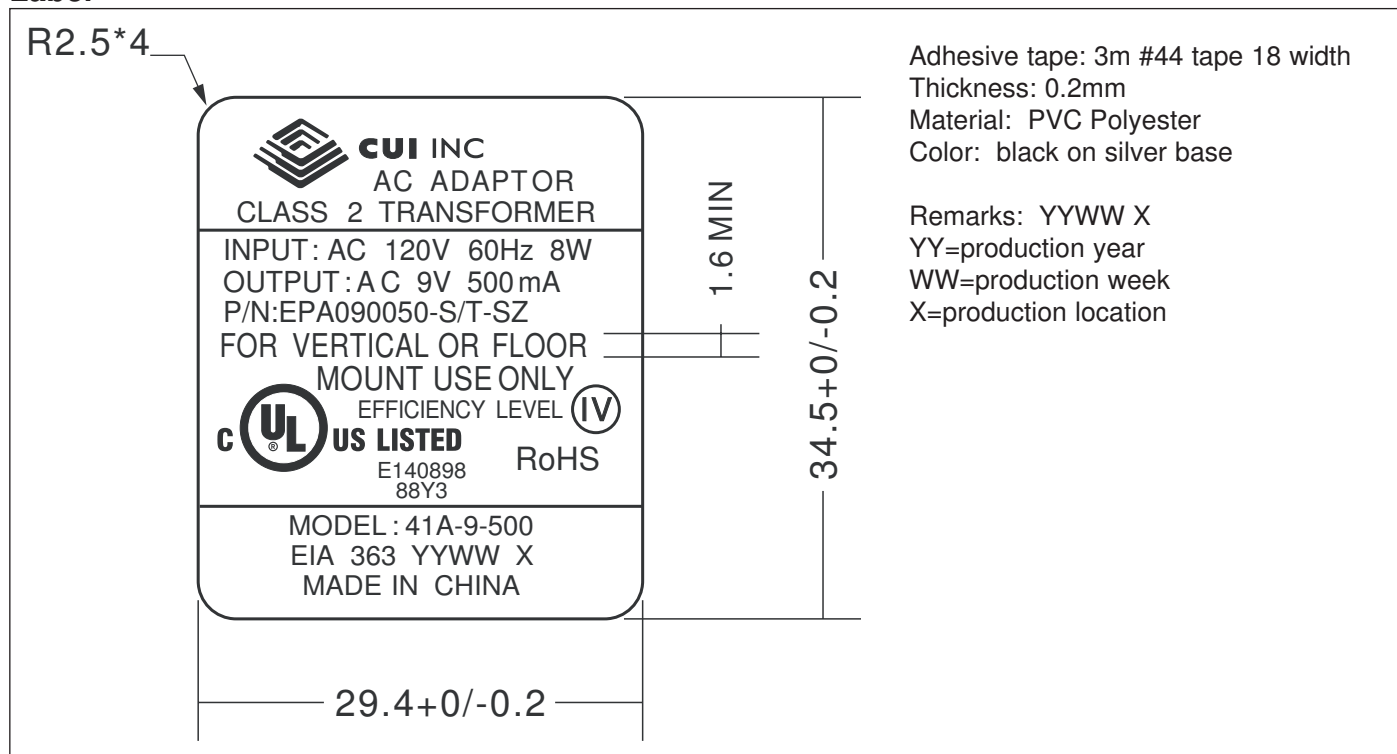 R2.5*4
CUI INC
AC ADAPTOR
CLASS 2 TRANSFORMER
INPUT: AC 120V 60Hz 8W
OUTPUT: AC 9V 500mA
P/N:EPA090050-S/T-SZ
FOR VERTICAL OR FLOOR
MOUNT USE ONLY
EFFICIENCY LEVEL IV
C UL ® US LISTED
RoHS
E140898
88Y3
MODEL: 41A-9-500
EIA 363 YYWW X
MADE IN CHINA
1.6 MIN
34.5+0/-0.2
29.4+0/-0.2
Adhesive tape: 3m #44 tape 18 width
Thickness: 0.2mm
Material: PVC Polyester
Color: black on silver base
Remarks: YYWW X
YY=production year
WW=production week
X=production location